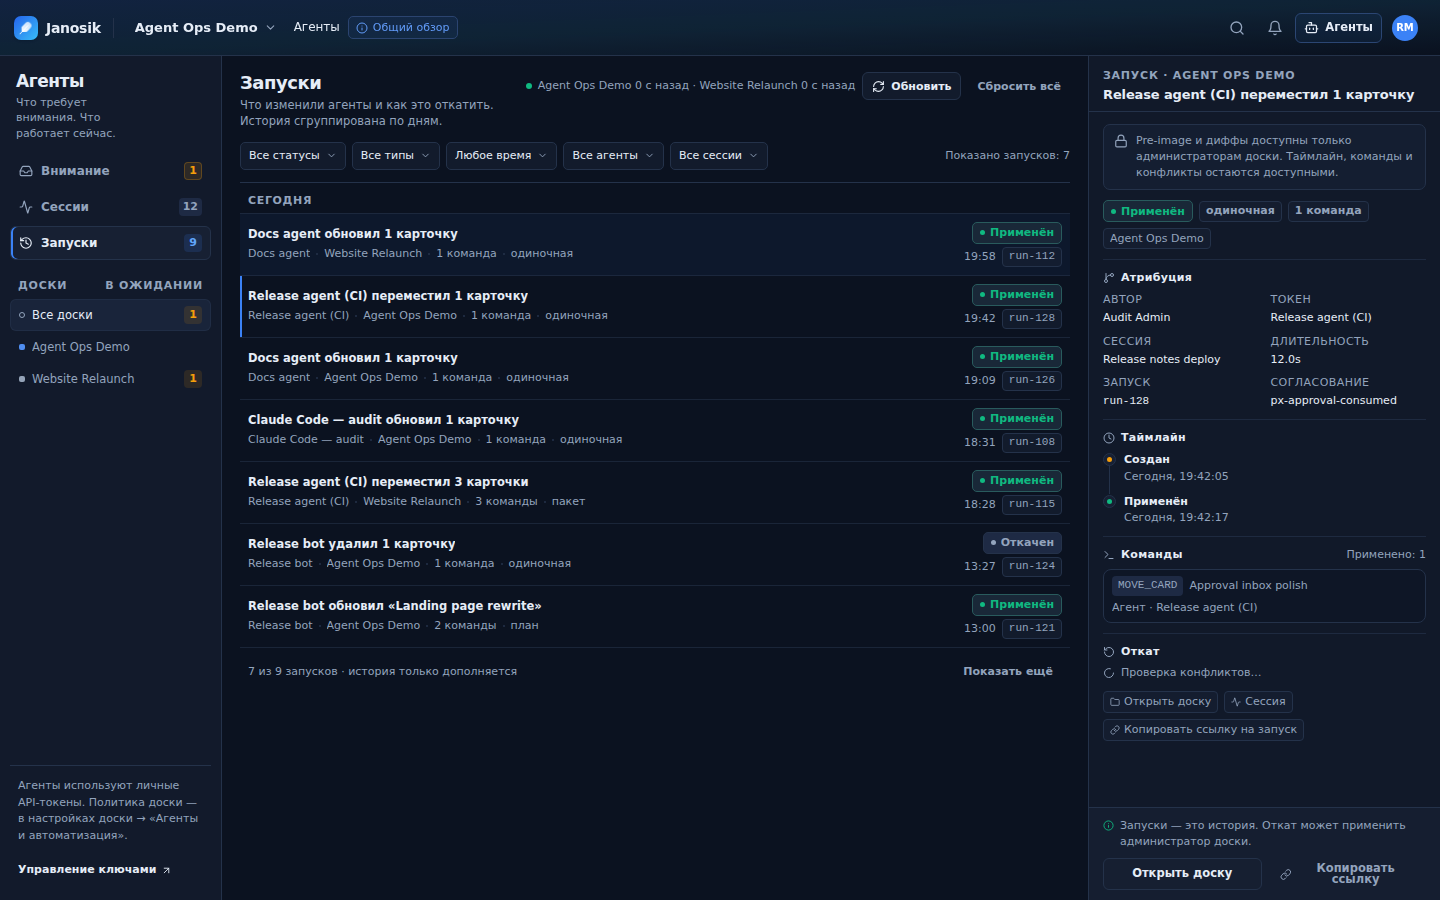 Janosik
Agent Ops Demo
Агенты
Общий обзор
Агенты
RM
Агенты
Что требует
внимания. Что
работает сейчас.
Внимание 1
Сессии 12
Запуски 9
ДОСКИ В ОЖИДАНИИ
Все доски 1
Agent Ops Demo
Website Relaunch 1
Агенты используют личные
API-токены. Политика доски —
в настройках доски → «Агенты
и автоматизация».
Управление ключами
Запуски
Что изменили агенты и как это откатить.
История сгруппирована по дням.
Agent Ops Demo 0 с назад · Website Relaunch 0 с назад
Обновить
Сбросить всё
Все статусы
Все типы
Любое время
Все агенты
Все сессии
Показано запусков: 7
СЕГОДНЯ
Docs agent обновил 1 карточку
Применён
Docs agent · Website Relaunch · 1 команда · одиночная
19:58 run-112
Release agent (CI) переместил 1 карточку
Применён
Release agent (CI) · Agent Ops Demo · 1 команда · одиночная
19:42 run-128
Docs agent обновил 1 карточку
Применён
Docs agent · Agent Ops Demo · 1 команда · одиночная
19:09 run-126
Claude Code — audit обновил 1 карточку
Применён
Claude Code — audit · Agent Ops Demo · 1 команда · одиночная
18:31 run-108
Release agent (CI) переместил 3 карточки
Применён
Release agent (CI) · Website Relaunch · 3 команды · пакет
18:28 run-115
Release bot удалил 1 карточку
Откачен
Release bot · Agent Ops Demo · 1 команда · одиночная
13:27 run-124
Release bot обновил «Landing page rewrite»
Применён
Release bot · Agent Ops Demo · 2 команды · план
13:00 run-121
7 из 9 запусков · история только дополняется
Показать ещё
ЗАПУСК · AGENT OPS DEMO
Release agent (CI) переместил 1 карточку
Pre-image и диффы доступны только
администраторам доски. Таймлайн, команды и
конфликты остаются доступными.
Применён
одиночная
1 команда
Agent Ops Demo
Атрибуция
АВТОР ТОКЕН
Audit Admin Release agent (CI)
СЕССИЯ ДЛИТЕЛЬНОСТЬ
Release notes deploy 12.0s
ЗАПУСК СОГЛАСОВАНИЕ
run-128 px-approval-consumed
Таймлайн
Создан
Сегодня, 19:42:05
Применён
Сегодня, 19:42:17
Команды Применено: 1
MOVE_CARD Approval inbox polish
Агент · Release agent (CI)
Откат
Проверка конфликтов…
Открыть доску
Сессия
Копировать ссылку на запуск
Запуски — это история. Откат может применить
администратор доски.
Открыть доску
Копировать
ссылку